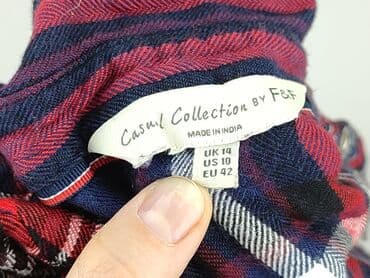 Casual Collection BY F&F
MADE IN INDIA
UK 14
US 10
EU 42